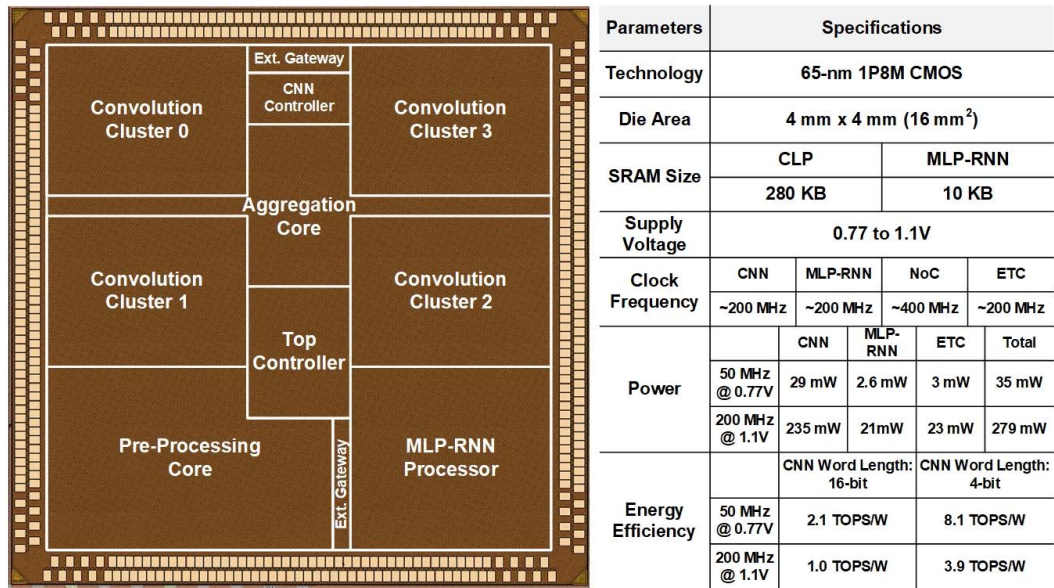 Ext. Gateway
CNN
Controller
Convolution
Cluster 0
Convolution
Cluster 3
Aggregation
Core
Convolution
Cluster 1
Convolution
Cluster 2
Top
Controller
Pre-Processing
Core
Ext. Gateway
MLP-RNN
Processor
Parameters Specifications
Technology 65-nm 1P8M CMOS
Die Area 4 mm x 4 mm (16 mm²)
SRAM Size
CLP MLP-RNN
280 KB 10 KB
Supply
Voltage
0.77 to 1.1V
Clock
Frequency
CNN MLP-RNN NoC ETC
~200 MHz ~200 MHz ~400 MHz ~200 MHz
Power
CNN MLP-
RNN ETC Total
50 MHz
@ 0.77V 29 mW 2.6 mW 3 mW 35 mW
200 MHz
@ 1.1V 235 mW 21mW 23 mW 279 mW
Energy
Efficiency
CNN Word Length:
16-bit
CNN Word Length:
4-bit
50 MHz
@ 0.77V 2.1 TOPS/W 8.1 TOPS/W
200 MHz
@ 1.1V 1.0 TOPS/W 3.9 TOPS/W